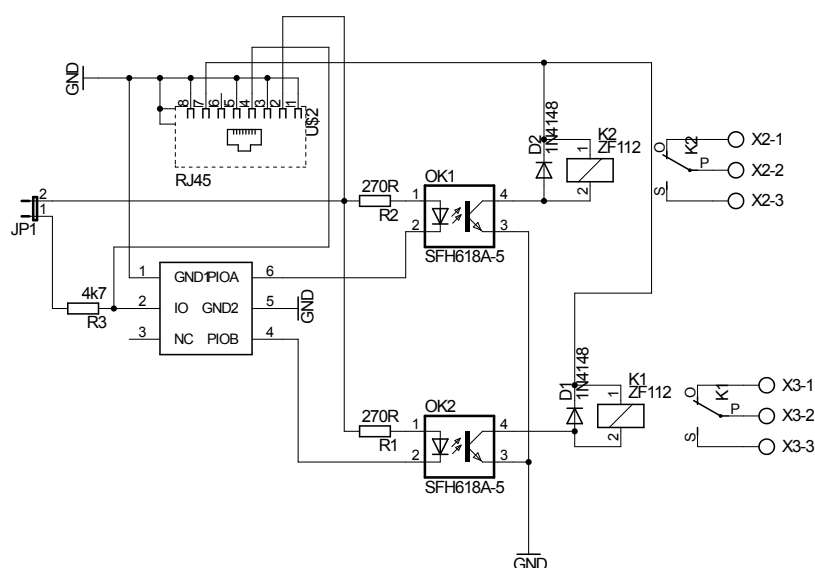 GND
8 7 6 5 4 3 2 1
U$2
RJ45
2
1
JP1
4k7
R3
1 GND1 PIOA 6
2 IO GND2 5
3 NC PIOB 4
GND
270R
R2
OK1
1 4
2 3
SFH618A-5
D2
1N4148
K2
ZF112
1
2
O
K2
P
S
X2-1
X2-2
X2-3
270R
R1
OK2
1 4
2 3
SFH618A-5
D1
1N4148
K1
ZF112
1
2
O
K1
P
S
X3-1
X3-2
X3-3
GND